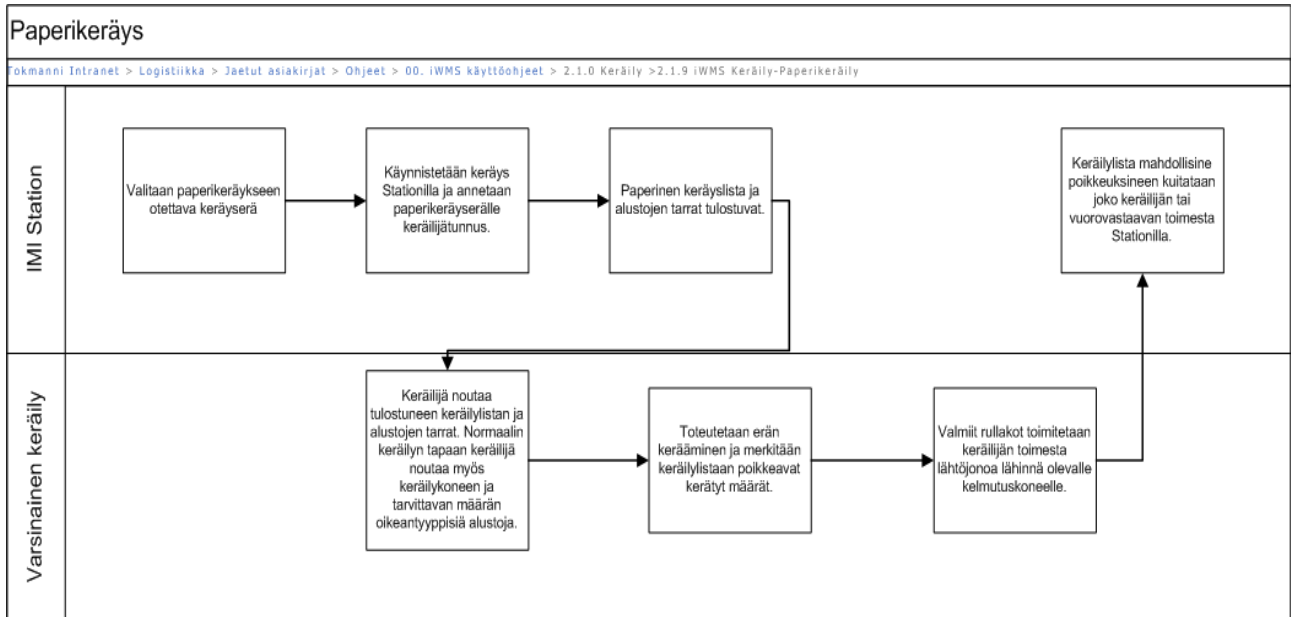 Paperikeräys
Tokmanni Intranet > Logistiikka > Jaetut asiakirjat > Ohjeet > 00. iWMS käyttöohjeet > 2.1.0 Keräily >2.1.9 iWMS Keräily-Paperikeräily
IMI Station
Valitaan paperikeräykseen
otettava keräyserä
Käynnistetään keräys
Stationilla ja annetaan
paperikeräyserälle
keräilijätunnus.
Paperinen keräyslista ja
alustojen tarrat tulostuvat.
Keräilylista mahdollisine
poikkeuksineen kuitataan
joko keräilijän tai
vuorovastaavan toimesta
Stationilla.
Varsinainen keräily
Keräilijä noutaa
tulostuneen keräilylistan ja
alustojen tarrat. Normaalin
keräilyn tapaan keräilijä
noutaa myös
keräilykoneen ja
tarvittavan määrän
oikeantyyppisiä alustoja.
Toteutetaan erän
kerääminen ja merkitään
keräilylistaan poikkeavat
kerätyt määrät.
Valmiit rullakot toimitetaan
keräilijän toimesta
lähtöjonoa lähinnä olevalle
kelmutuskoneelle.